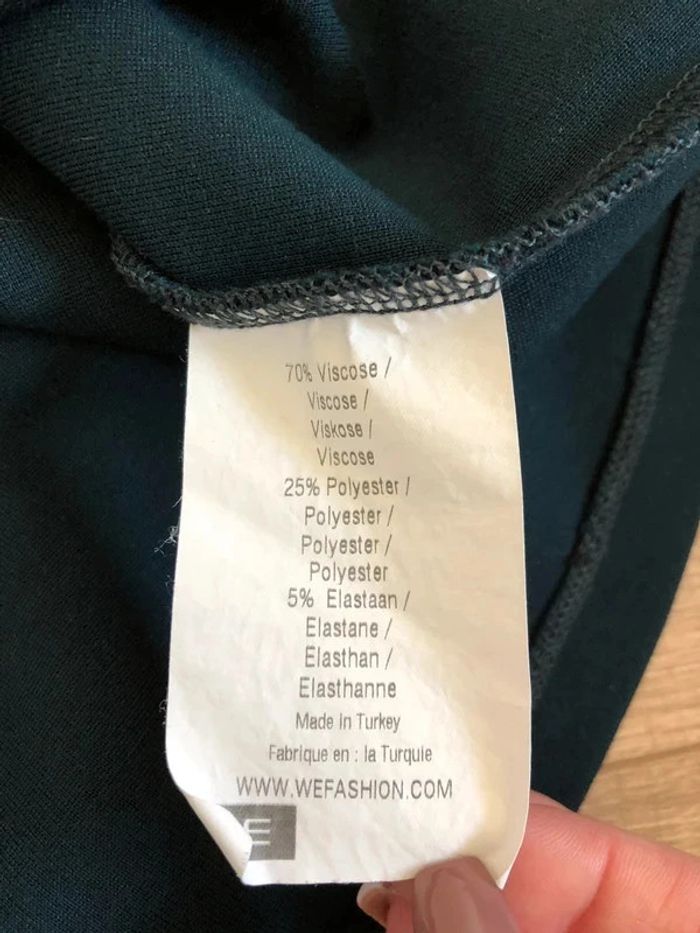 70% Viscose /
Viscose /
Viskose /
Viscose
25% Polyester /
Polyester /
Polyester /
Polyester
5% Elastaan /
Elastane /
Elasthan /
Elasthanne
Made in Turkey
Fabrique en : la Turquie
WWW.WEFASHION.COM
E